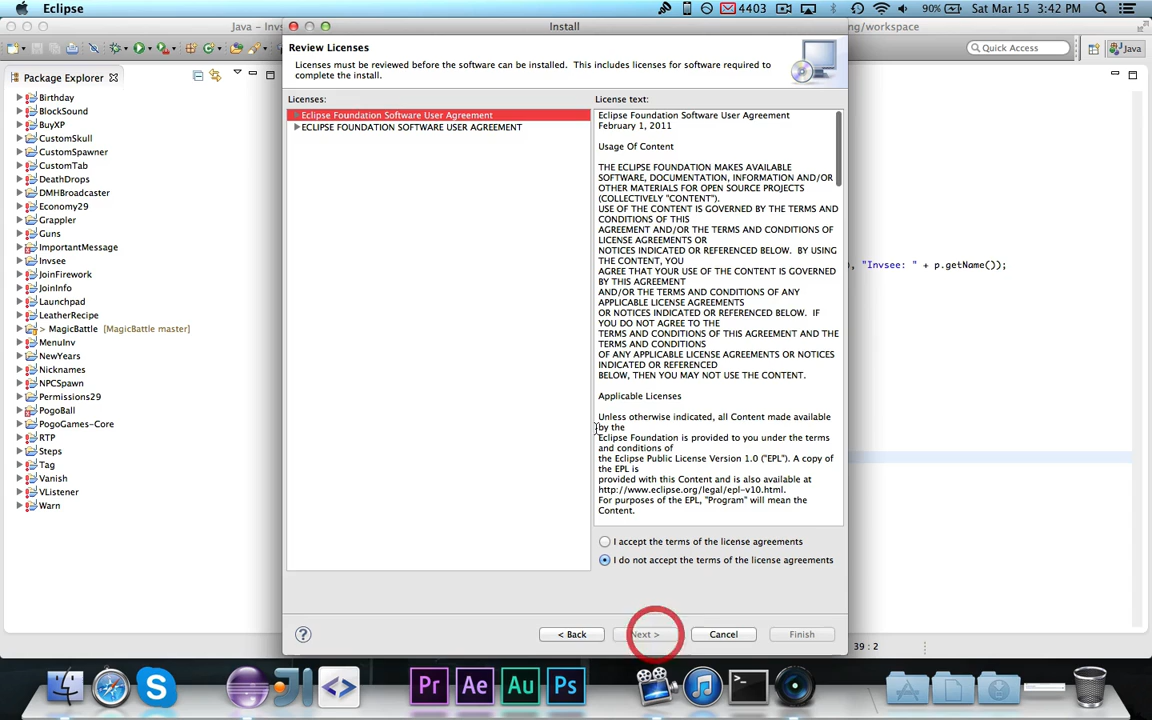 Eclipse
4403
90%
Sat Mar 15 3:42 PM
Java – Inv
Install
ng/workspace
Quick Access
Java
Package Explorer
Birthday
BlockSound
BuyXP
CustomSkull
CustomSpawner
CustomTab
DeathDrops
DMHBroadcaster
Economy29
Grappler
Guns
ImportantMessage
Invsee
JoinFirework
JoinInfo
Launchpad
LeatherRecipe
> MagicBattle [MagicBattle master]
MenuInv
NewYears
Nicknames
NPCSpawn
Permissions29
PogoBall
PogoGames-Core
RTP
Steps
Tag
Vanish
VListener
Warn
Review Licenses
Licenses must be reviewed before the software can be installed. This includes licenses for software required to
complete the install.
Licenses:
Eclipse Foundation Software User Agreement
ECLIPSE FOUNDATION SOFTWARE USER AGREEMENT
License text:
Eclipse Foundation Software User Agreement
February 1, 2011
Usage Of Content
THE ECLIPSE FOUNDATION MAKES AVAILABLE
SOFTWARE, DOCUMENTATION, INFORMATION AND/OR
OTHER MATERIALS FOR OPEN SOURCE PROJECTS
(COLLECTIVELY "CONTENT").
USE OF THE CONTENT IS GOVERNED BY THE TERMS AND
CONDITIONS OF THIS
AGREEMENT AND/OR THE TERMS AND CONDITIONS OF
LICENSE AGREEMENTS OR
NOTICES INDICATED OR REFERENCED BELOW. BY USING
THE CONTENT, YOU
AGREE THAT YOUR USE OF THE CONTENT IS GOVERNED
BY THIS AGREEMENT
AND/OR THE TERMS AND CONDITIONS OF ANY
APPLICABLE LICENSE AGREEMENTS
OR NOTICES INDICATED OR REFERENCED BELOW. IF
YOU DO NOT AGREE TO THE
TERMS AND CONDITIONS OF THIS AGREEMENT AND THE
TERMS AND CONDITIONS
OF ANY APPLICABLE LICENSE AGREEMENTS OR NOTICES
INDICATED OR REFERENCED
BELOW, THEN YOU MAY NOT USE THE CONTENT.
Applicable Licenses
Unless otherwise indicated, all Content made available
by the
Eclipse Foundation is provided to you under the terms
and conditions of
the Eclipse Public License Version 1.0 ("EPL"). A copy of
the EPL is
provided with this Content and is also available at
http://www.eclipse.org/legal/epl-v10.html.
For purposes of the EPL, "Program" will mean the
Content.
I accept the terms of the license agreements
I do not accept the terms of the license agreements
), "Invsee: " + p.getName());
?
< Back
Next >
Cancel
Finish
39 : 2
S
JI
<>
Pr
Ae
Au
Ps
>_